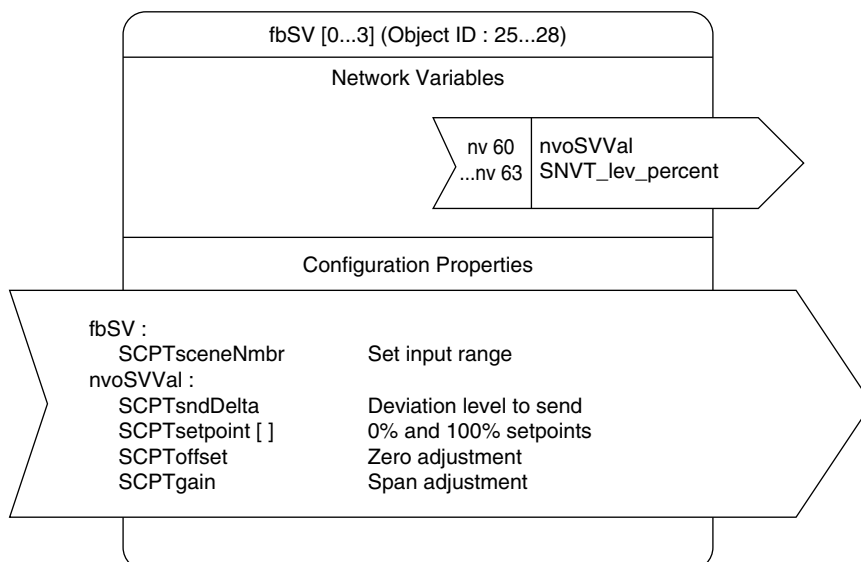 fbSV [0...3] (Object ID : 25...28)
Network Variables
nv 60
...nv 63
nvoSVVal
SNVT_lev_percent
Configuration Properties
fbSV :
SCPTsceneNmbr Set input range
nvoSVVal :
SCPTsndDelta Deviation level to send
SCPTsetpoint [ ] 0% and 100% setpoints
SCPToffset Zero adjustment
SCPTgain Span adjustment